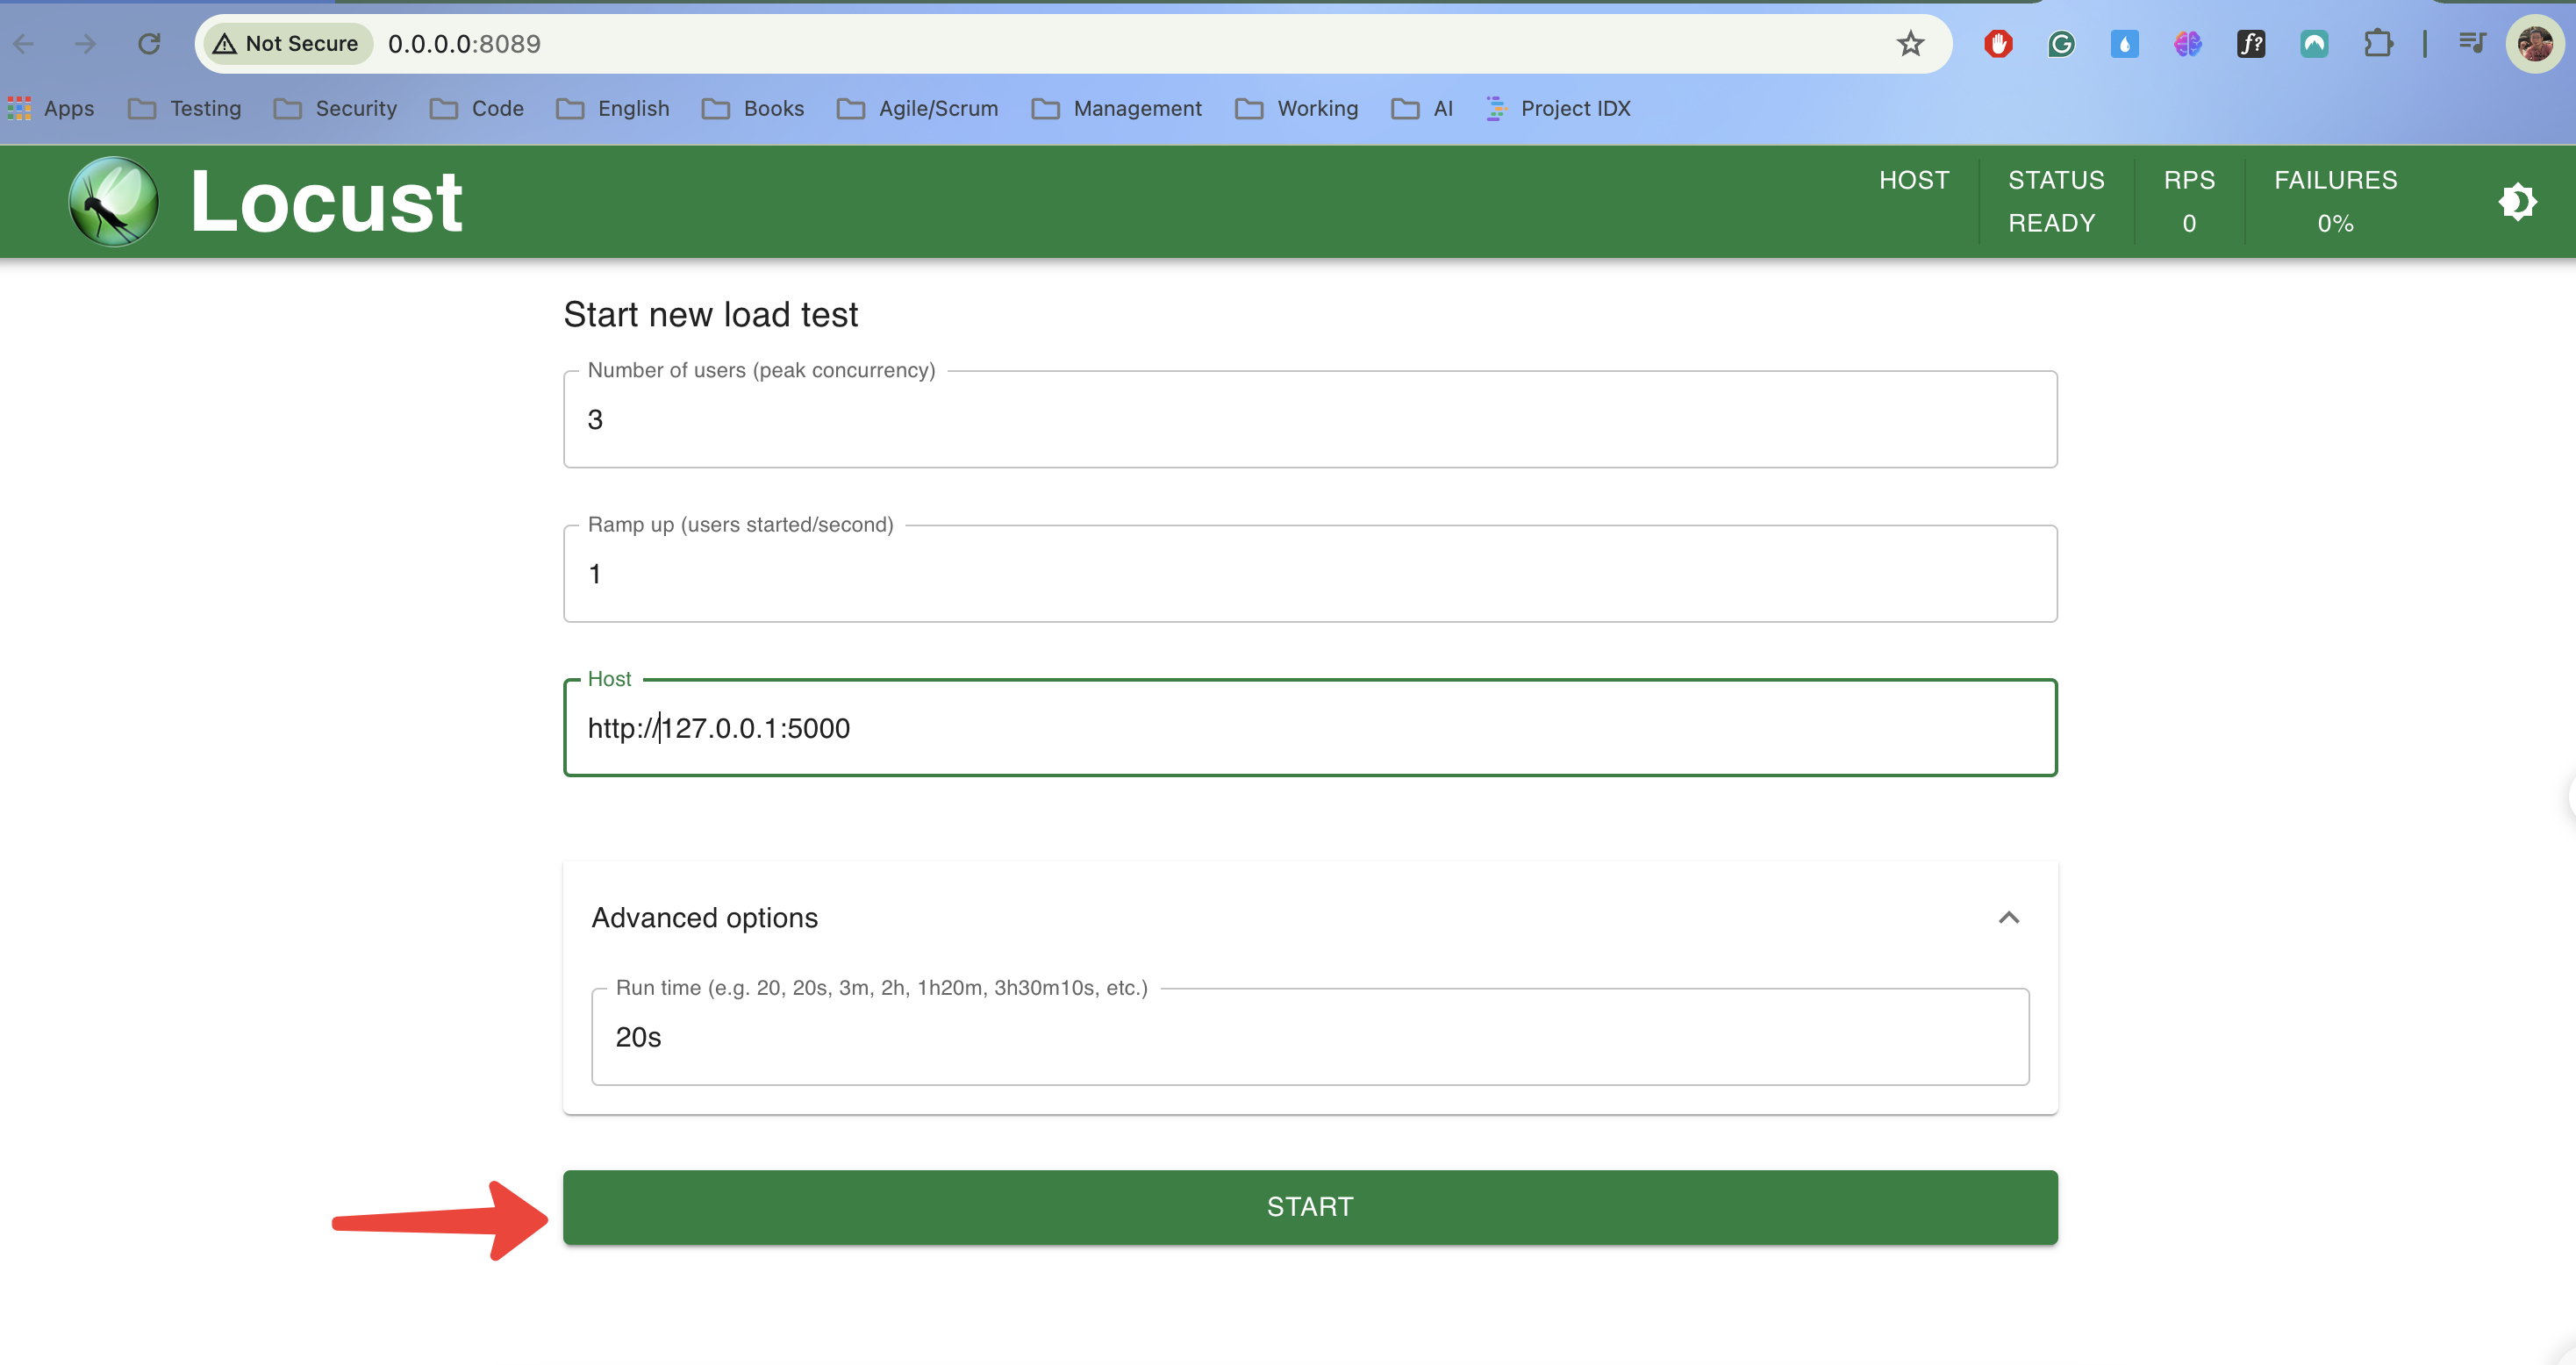 Not Secure 0.0.0.0:8089
Apps Testing Security Code English Books Agile/Scrum Management Working AI Project IDX
Locust
HOST STATUS RPS FAILURES
READY 0 0%
Start new load test
Number of users (peak concurrency)
3
Ramp up (users started/second)
1
Host
http://127.0.0.1:5000
Advanced options
Run time (e.g. 20, 20s, 3m, 2h, 1h20m, 3h30m10s, etc.)
20s
START